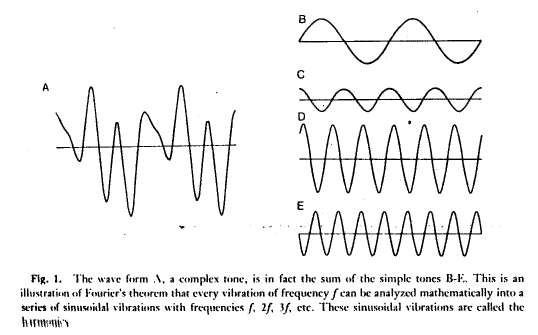 A
B
C
D
E
Fig. 1. The wave form A, a complex tone, is in fact the sum of the simple tones B-E. This is an
illustration of Fourier's theorem that every vibration of frequency f can be analyzed mathematically into a
series of sinusoidal vibrations with frequencies f, 2f, 3f, etc. These sinusoidal vibrations are called the